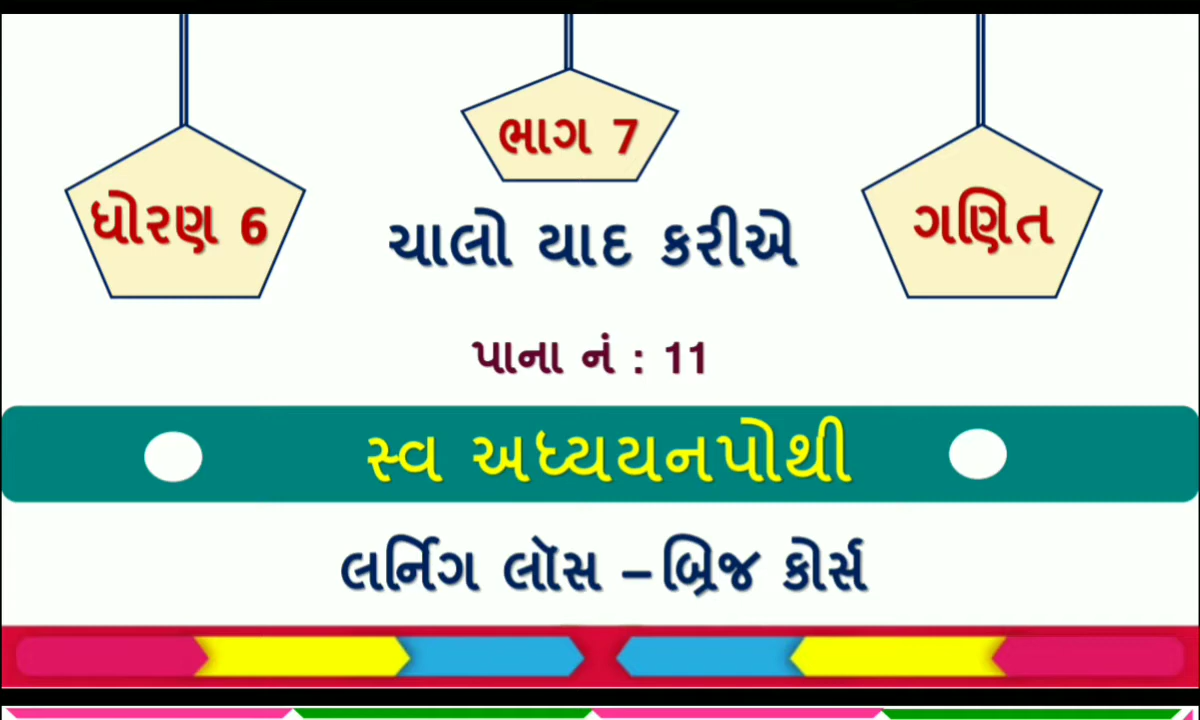 ભાગ 7
ધોરણ 6
ગણિત
ચાલો યાદ કરીએ
પાના નં : 11
સ્વ અધ્યયનપોથી
લર્નિગ લૉસ – બ્રિજ કોર્સ